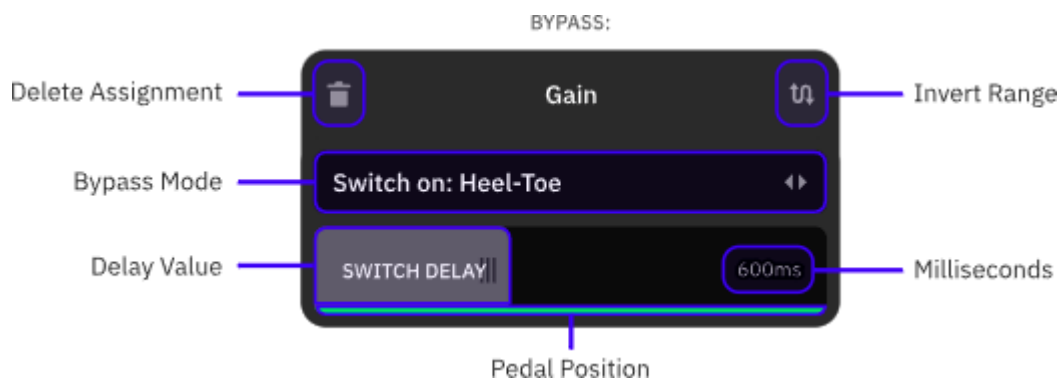 BYPASS:
Delete Assignment
Gain
Invert Range
Bypass Mode
Switch on: Heel-Toe
Delay Value
SWITCH DELAY
600ms
Milliseconds
Pedal Position